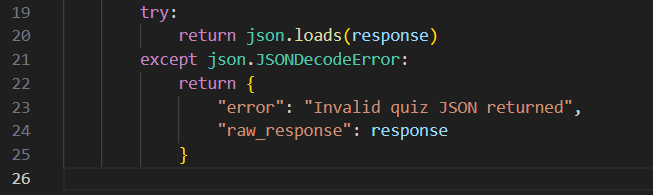 19 try:
20 return json.loads(response)
21 except json.JSONDecodeError:
22 return {
23 "error": "Invalid quiz JSON returned",
24 "raw_response": response
25 }
26